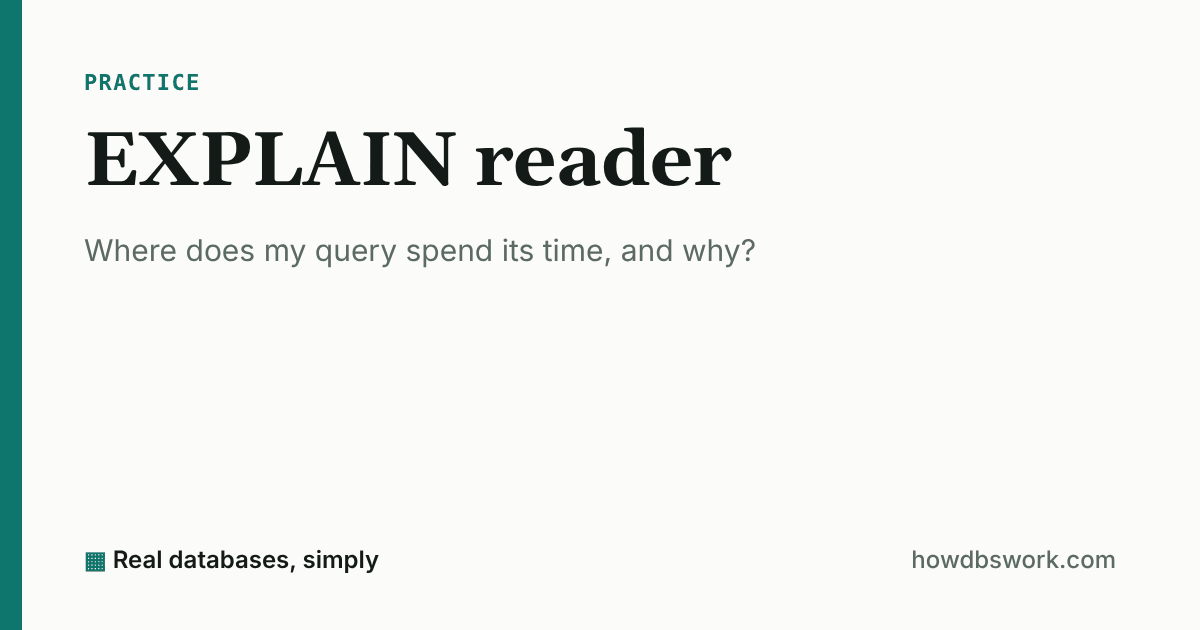 PRACTICE
EXPLAIN reader
Where does my query spend its time, and why?
▦ Real databases, simply
howdbswork.com